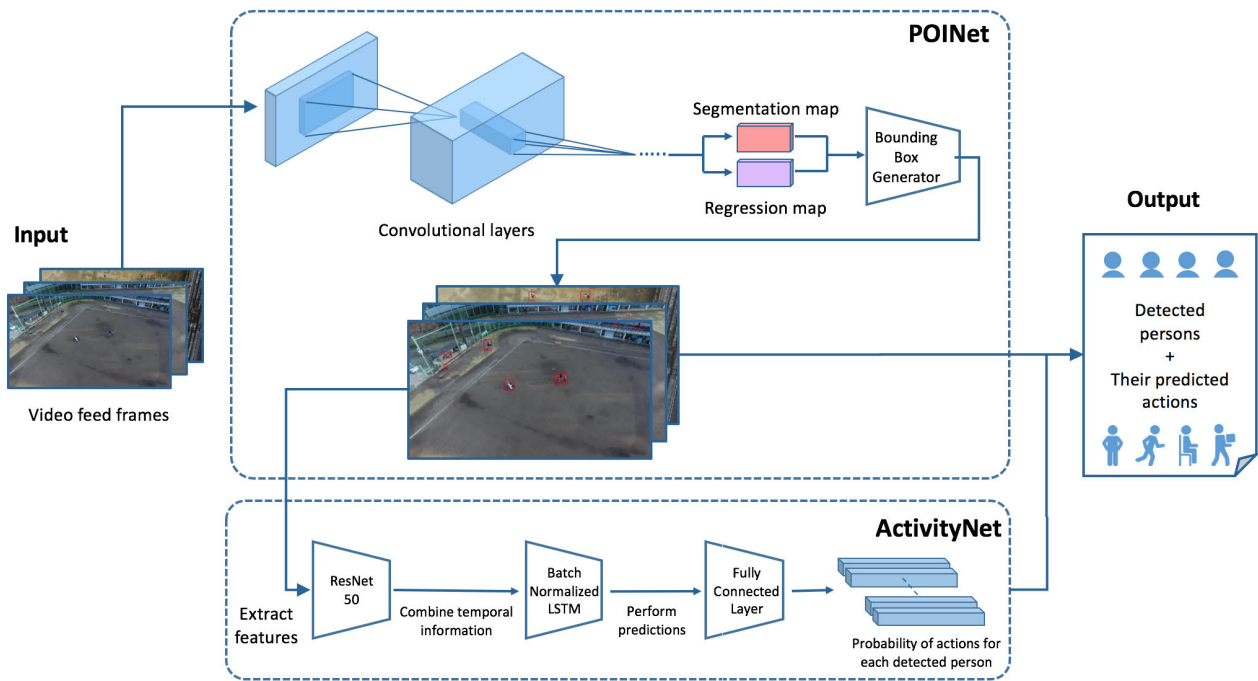 POINet
Segmentation map
Bounding
Box
Generator
Regression map
Convolutional layers
Input
Video feed frames
Output
Detected
persons
+
Their predicted
actions
ActivityNet
Extract
features
ResNet
50
Combine temporal
information
Batch
Normalized
LSTM
Perform
predictions
Fully
Connected
Layer
Probability of actions for
each detected person